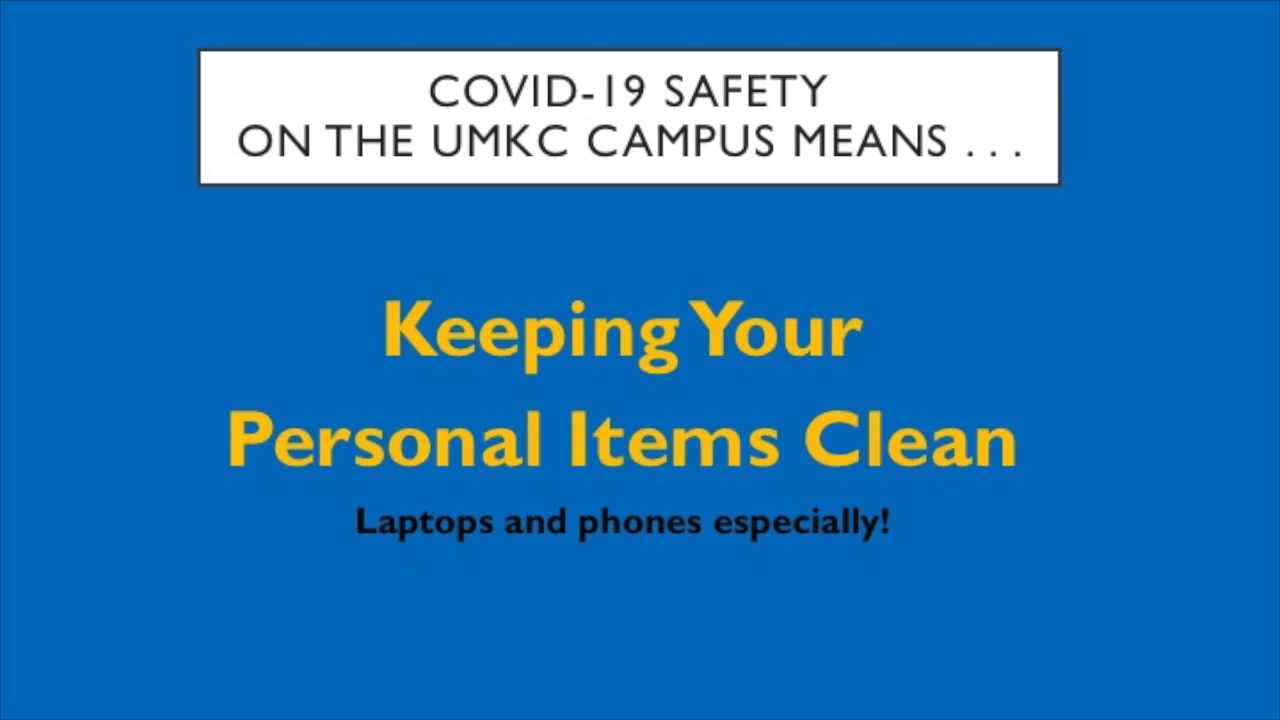 COVID-19 SAFETY
ON THE UMKC CAMPUS MEANS . . .
Keeping Your
Personal Items Clean
Laptops and phones especially!